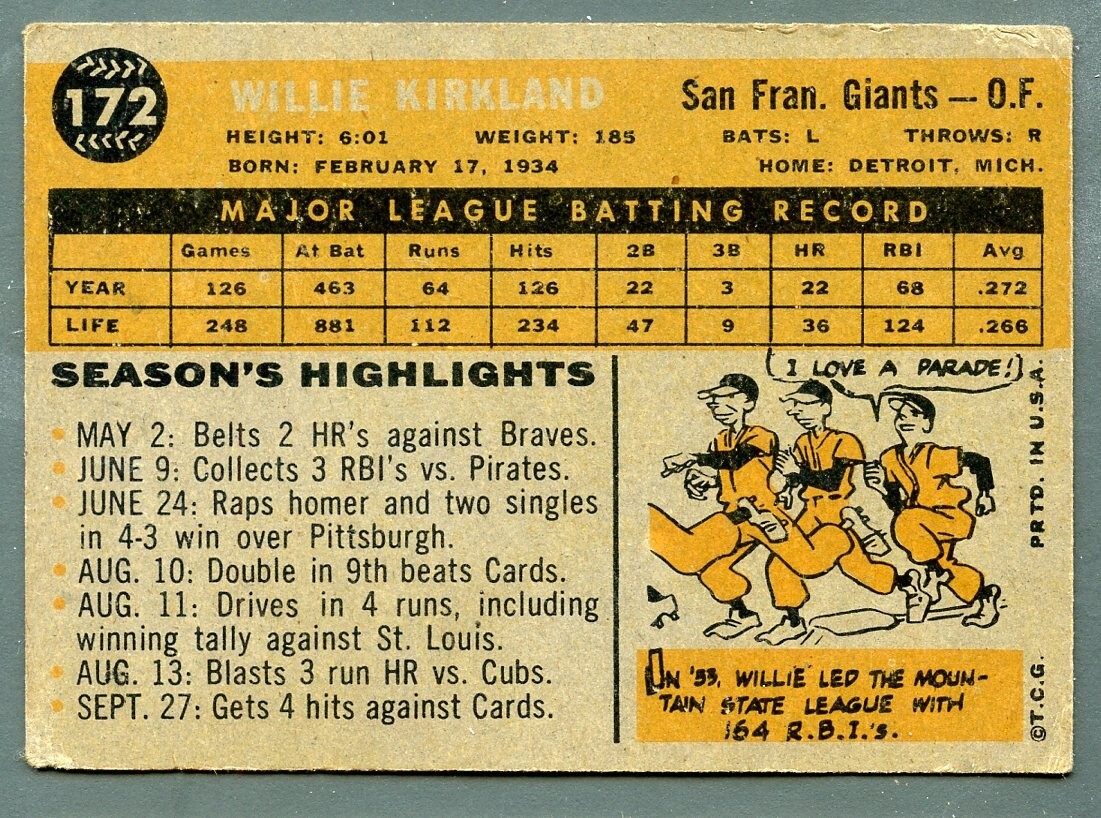 172
WILLIE KIRKLAND
San Fran. Giants — O.F.
HEIGHT: 6:01 WEIGHT: 185 BATS: L THROWS: R
BORN: FEBRUARY 17, 1934 HOME: DETROIT, MICH.
MAJOR LEAGUE BATTING RECORD
Games At Bat Runs Hits 2B 3B HR RBI Avg
YEAR 126 463 64 126 22 3 22 68 .272
LIFE 248 881 112 234 47 9 36 124 .266
SEASON'S HIGHLIGHTS
• MAY 2: Belts 2 HR's against Braves.
• JUNE 9: Collects 3 RBI's vs. Pirates.
• JUNE 24: Raps homer and two singles
in 4-3 win over Pittsburgh.
• AUG. 10: Double in 9th beats Cards.
• AUG. 11: Drives in 4 runs, including
winning tally against St. Louis.
• AUG. 13: Blasts 3 run HR vs. Cubs.
• SEPT. 27: Gets 4 hits against Cards.
I LOVE A PARADE!
IN '53, WILLIE LED THE MOUN-
TAIN STATE LEAGUE WITH
164 R.B.I.'s.
©T.C.G. PRTD. IN U.S.A.